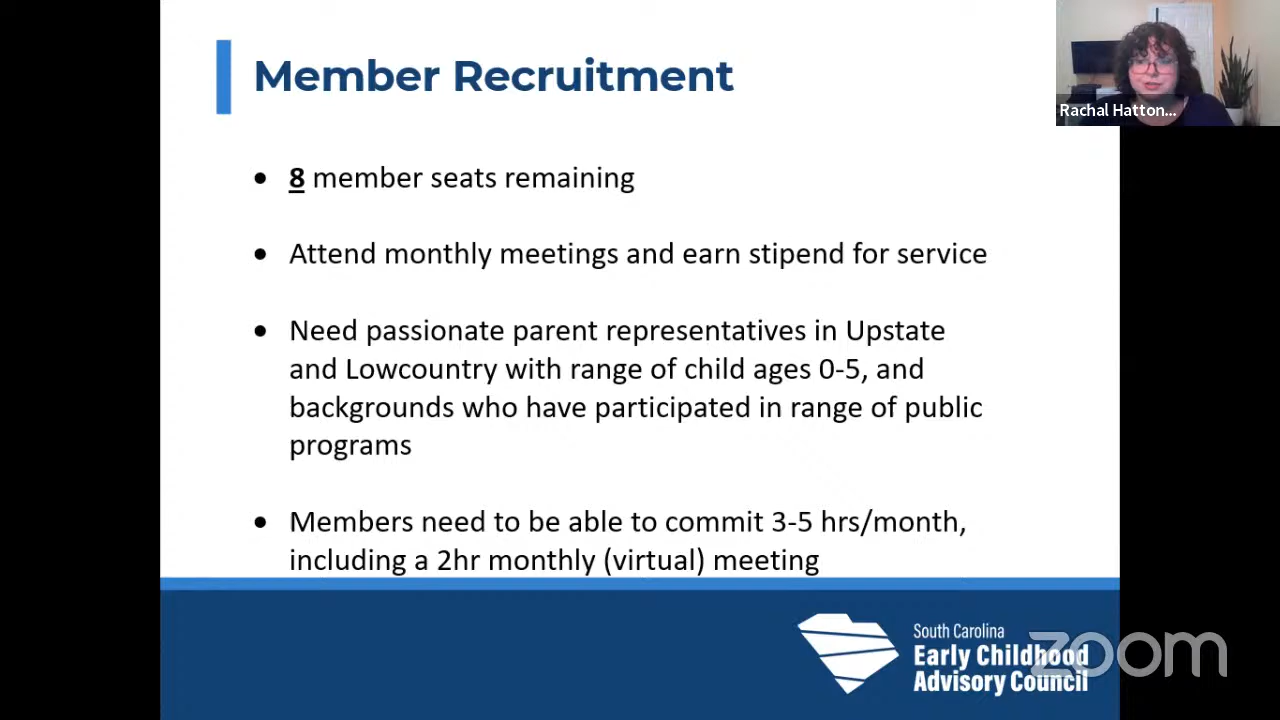 Member Recruitment
Rachal Hatton...
• 8 member seats remaining
• Attend monthly meetings and earn stipend for service
• Need passionate parent representatives in Upstate
and Lowcountry with range of child ages 0-5, and
backgrounds who have participated in range of public
programs
• Members need to be able to commit 3-5 hrs/month,
including a 2hr monthly (virtual) meeting
South Carolina
Early Childhood
Advisory Council
zoom